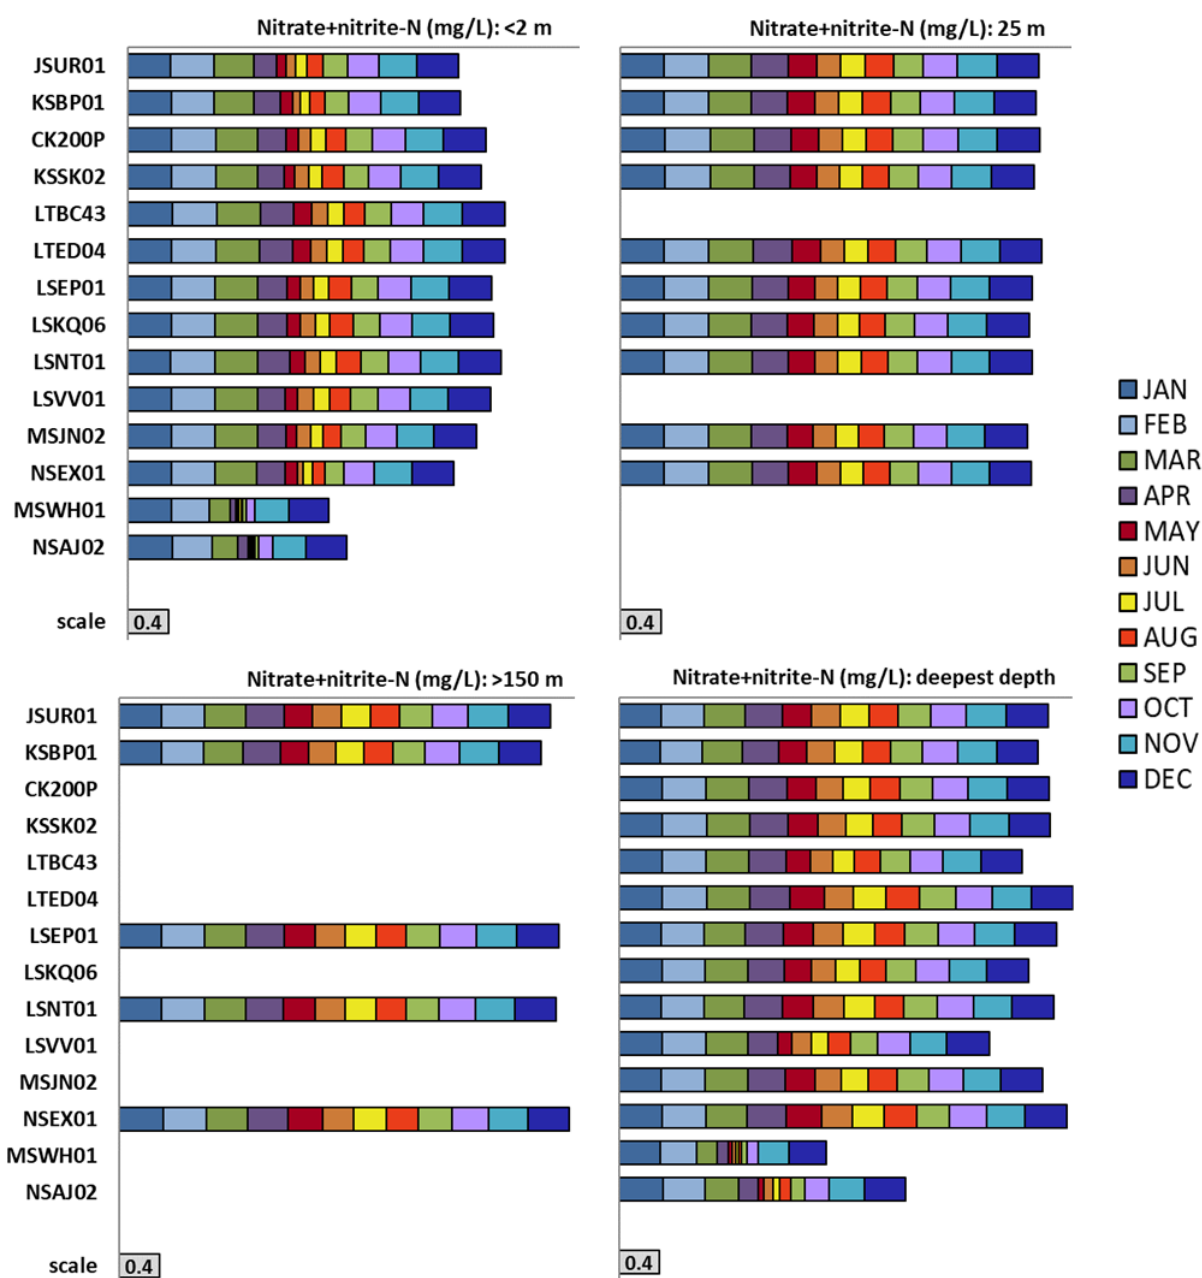 Nitrate+nitrite-N (mg/L): <2 m
Nitrate+nitrite-N (mg/L): 25 m
JSUR01
KSBP01
CK200P
KSSK02
LTBC43
LTED04
LSEP01
LSKQ06
LSNT01
LSVV01
MSJN02
NSEX01
MSWH01
NSAJ02
scale
0.4
0.4
JAN
FEB
MAR
APR
MAY
JUN
JUL
AUG
SEP
OCT
NOV
DEC
Nitrate+nitrite-N (mg/L): >150 m
Nitrate+nitrite-N (mg/L): deepest depth
JSUR01
KSBP01
CK200P
KSSK02
LTBC43
LTED04
LSEP01
LSKQ06
LSNT01
LSVV01
MSJN02
NSEX01
MSWH01
NSAJ02
scale
0.4
0.4